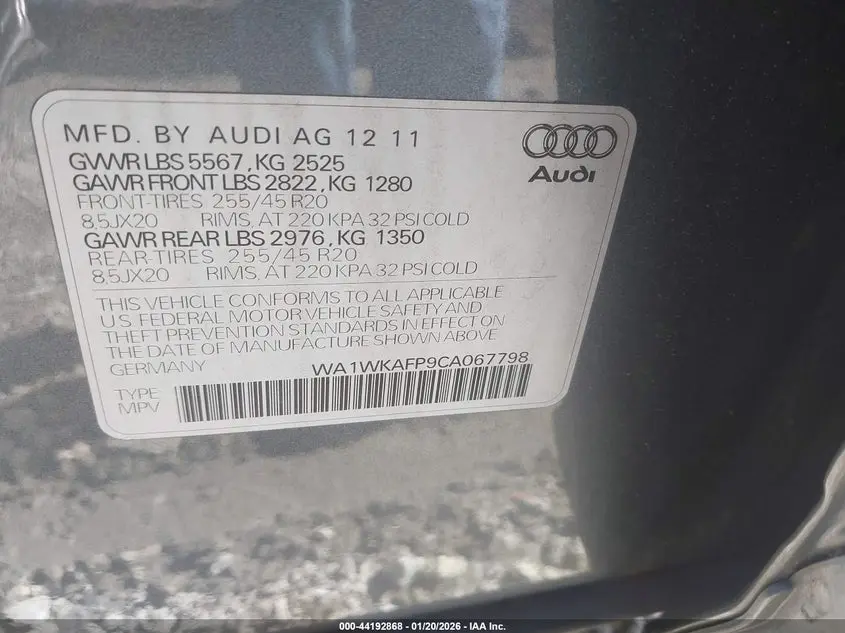 MFD. BY AUDI AG 12 11
GVWR LBS 5567, KG 2525
GAWR FRONT LBS 2822, KG 1280
FRONT-TIRES 255/45 R20
8,5JX20 RIMS, AT 220 KPA 32 PSI COLD
GAWR REAR LBS 2976, KG 1350
REAR-TIRES 255/45 R20
8,5JX20 RIMS, AT 220 KPA 32 PSI COLD
Audi
THIS VEHICLE CONFORMS TO ALL APPLICABLE
U S FEDERAL MOTOR VEHICLE SAFETY AND
THEFT PREVENTION STANDARDS IN EFFECT ON
THE DATE OF MANUFACTURE SHOWN ABOVE
GERMANY WA1WKAFP9CA067798
TYPE
MPV
000-44192868 - 01/20/2026 - IAA Inc.